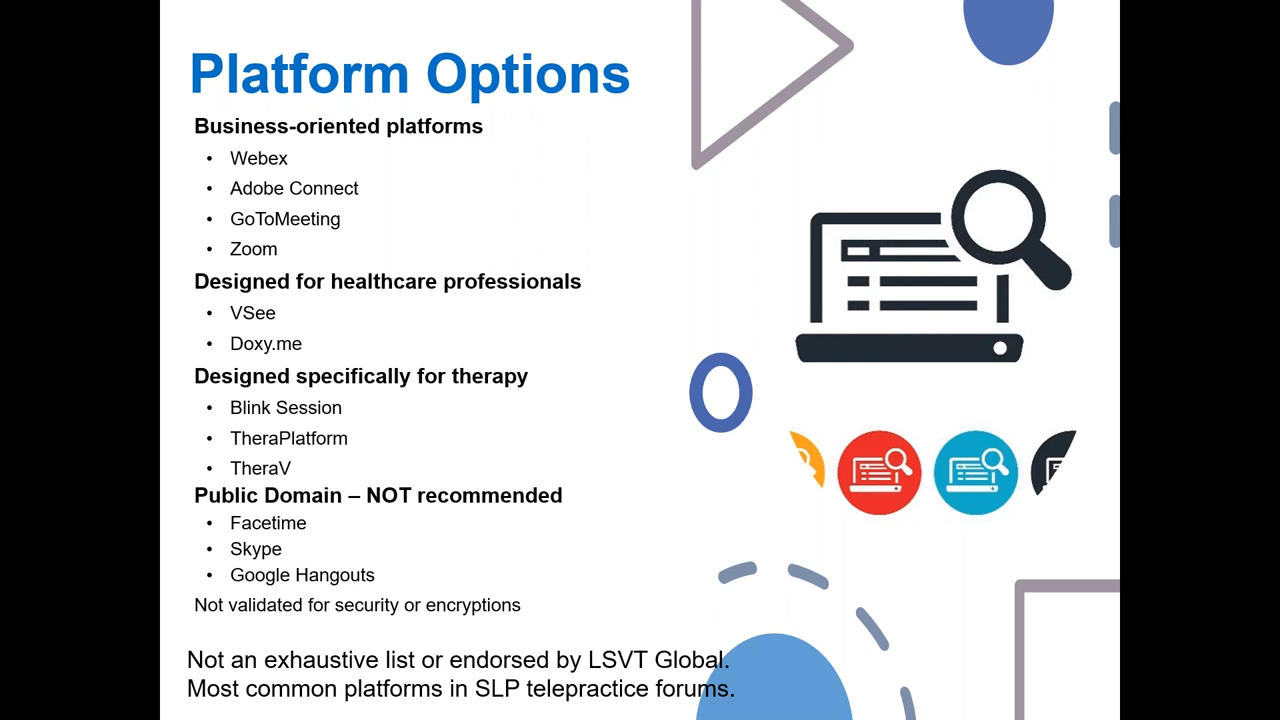 Platform Options
Business-oriented platforms
• Webex
• Adobe Connect
• GoToMeeting
• Zoom
Designed for healthcare professionals
• VSee
• Doxy.me
Designed specifically for therapy
• Blink Session
• TheraPlatform
• TheraV
Public Domain – NOT recommended
• Facetime
• Skype
• Google Hangouts
Not validated for security or encryptions
Not an exhaustive list or endorsed by LSVT Global.
Most common platforms in SLP telepractice forums.